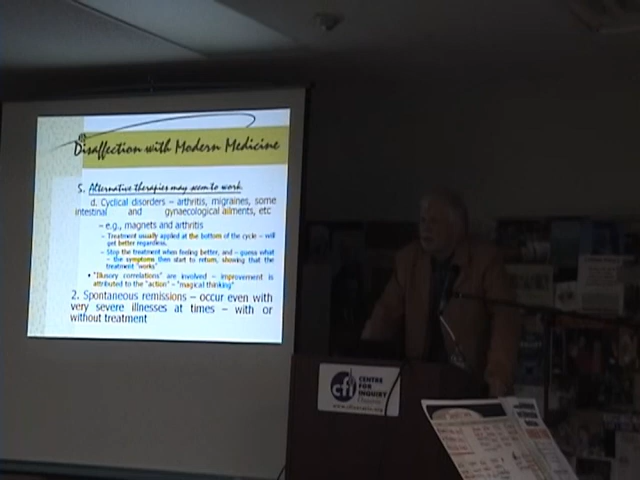 Disaffection with Modern Medicine
5. Alternative therapies may seem to work
d. Cyclical disorders – arthritis, migraines, some
intestinal and gynaecological ailments, etc
– e.g., magnets and arthritis
– Treatment usually applied at the bottom of the cycle – will
get better regardless.
– Stop the treatment when feeling better, and – guess what
– the symptoms then start to return, showing that the
treatment "works"
• "Illusory correlations" are involved – improvement is
attributed to the "action" – "magical thinking"
2. Spontaneous remissions – occur even with
very severe illnesses at times – with or
without treatment
cfi
CENTRE
FOR
INQUIRY